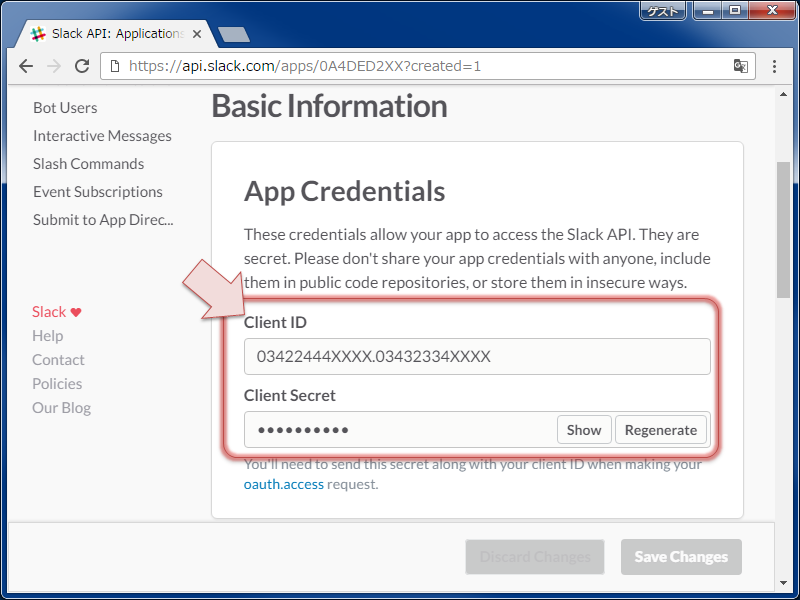 ゲスト
Slack API: Applications
https://api.slack.com/apps/0A4DED2XX?created=1
Bot Users
Interactive Messages
Slash Commands
Event Subscriptions
Submit to App Direc...
Slack ♥
Help
Contact
Policies
Our Blog
Basic Information
App Credentials
These credentials allow your app to access the Slack API. They are
secret. Please don't share your app credentials with anyone, include
them in public code repositories, or store them in insecure ways.
Client ID
03422444XXXX.03432334XXXX
Client Secret
••••••••••
Show
Regenerate
You'll need to send this secret along with your client ID when making your
oauth.access request.
Discard Changes
Save Changes